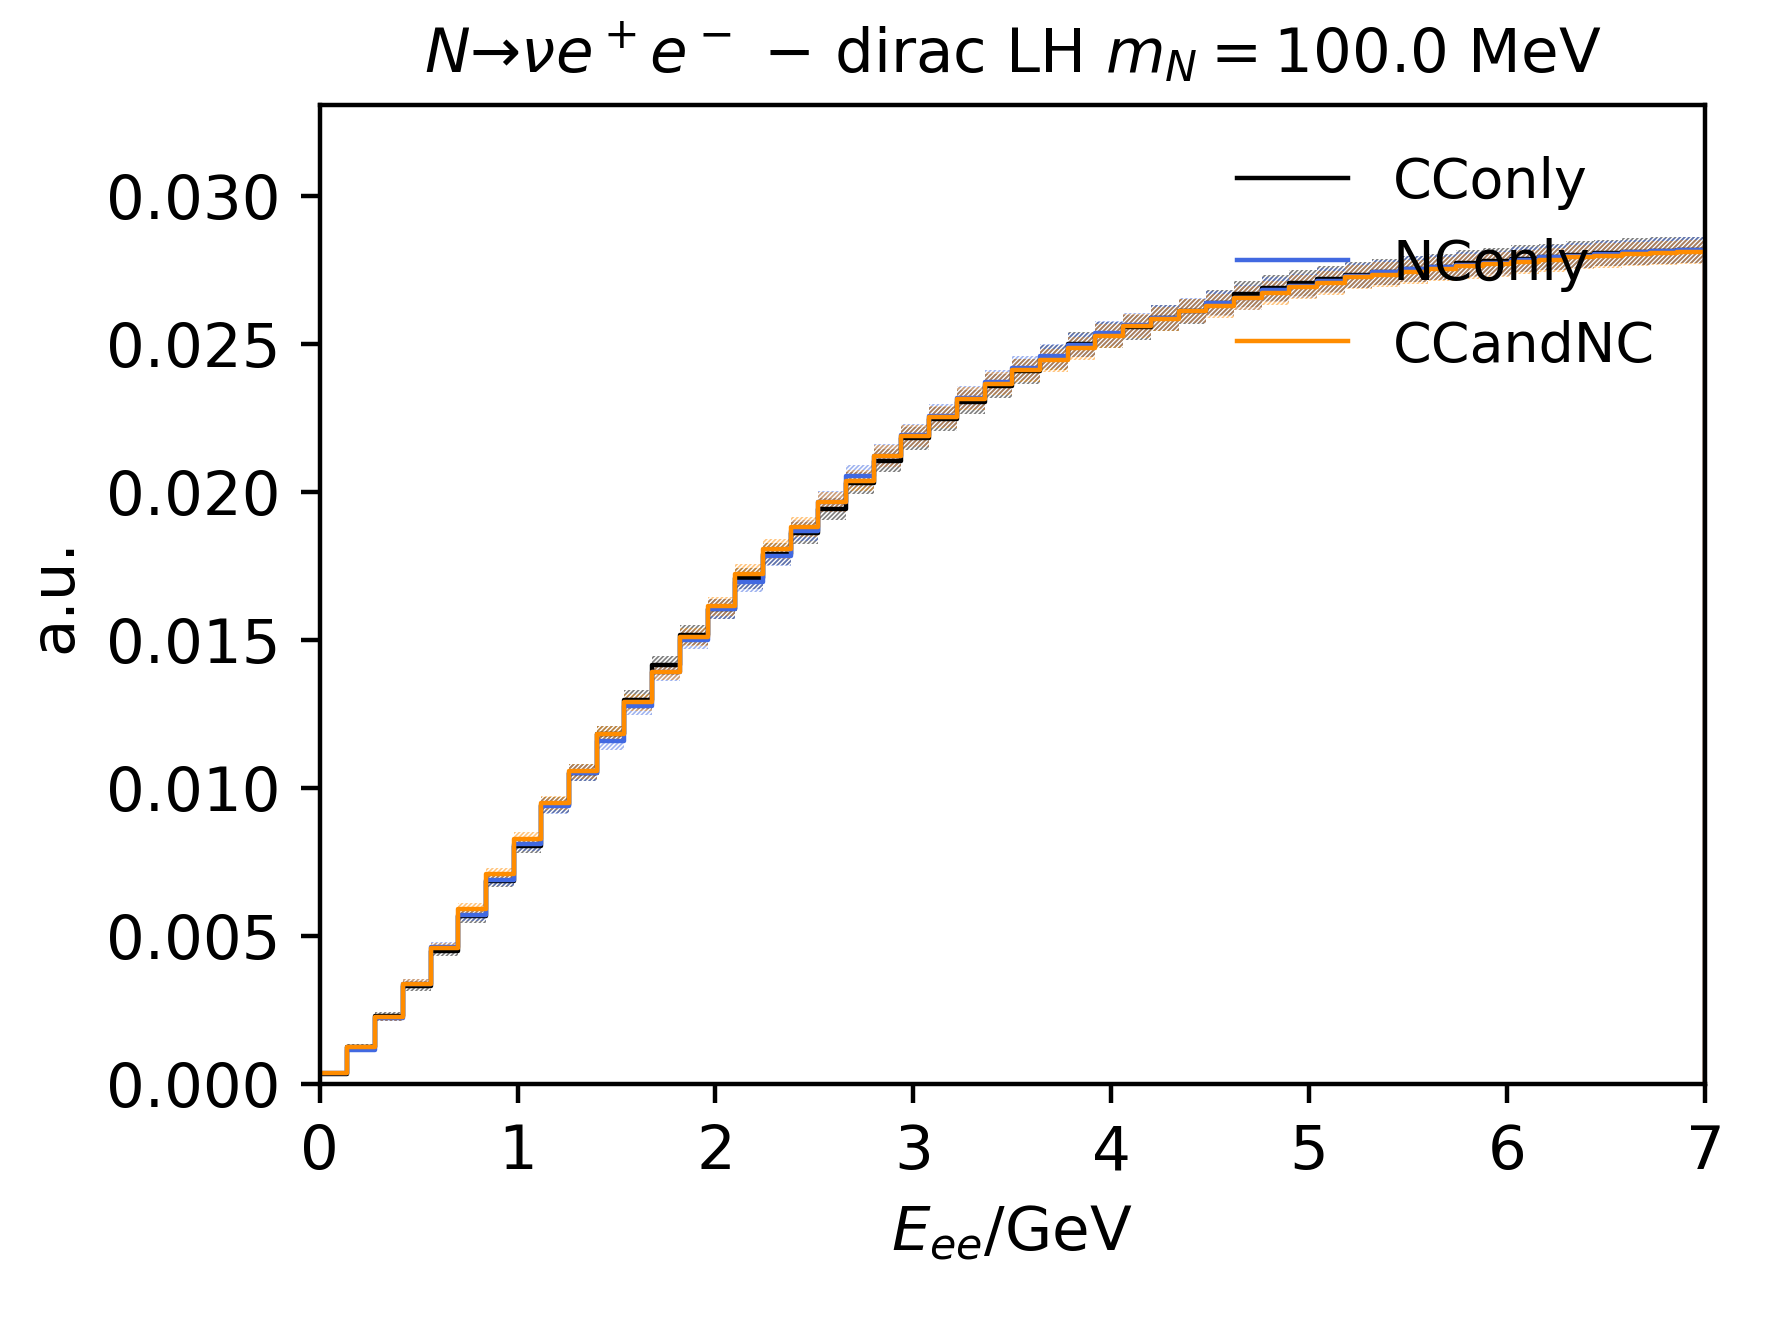 N→νe⁺e⁻ − dirac LH m_N = 100.0 MeV
CConly
NConly
CCandNC
0.030
0.025
0.020
0.015
0.010
0.005
0.000
a.u.
0 1 2 3 4 5 6 7
E_ee/GeV